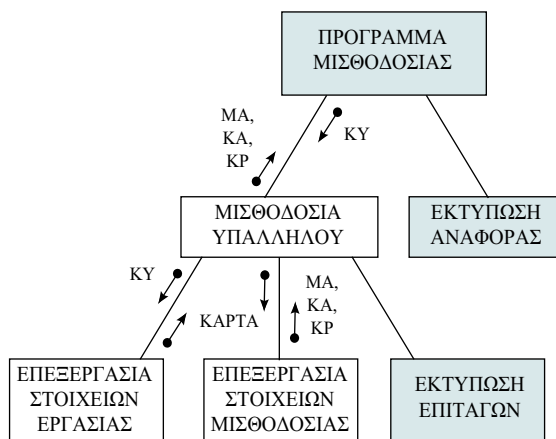 ΠΡΟΓΡΑΜΜΑ
ΜΙΣΘΟΔΟΣΙΑΣ
ΜΑ,
ΚΑ,
ΚΡ
ΚΥ
ΜΙΣΘΟΔΟΣΙΑ
ΥΠΑΛΛΗΛΟΥ
ΕΚΤΥΠΩΣΗ
ΑΝΑΦΟΡΑΣ
ΚΥ
ΚΑΡΤΑ
ΜΑ,
ΚΑ,
ΚΡ
ΕΠΕΞΕΡΓΑΣΙΑ
ΣΤΟΙΧΕΙΩΝ
ΕΡΓΑΣΙΑΣ
ΕΠΕΞΕΡΓΑΣΙΑ
ΣΤΟΙΧΕΙΩΝ
ΜΙΣΘΟΔΟΣΙΑΣ
ΕΚΤΥΠΩΣΗ
ΕΠΙΤΑΓΩΝ